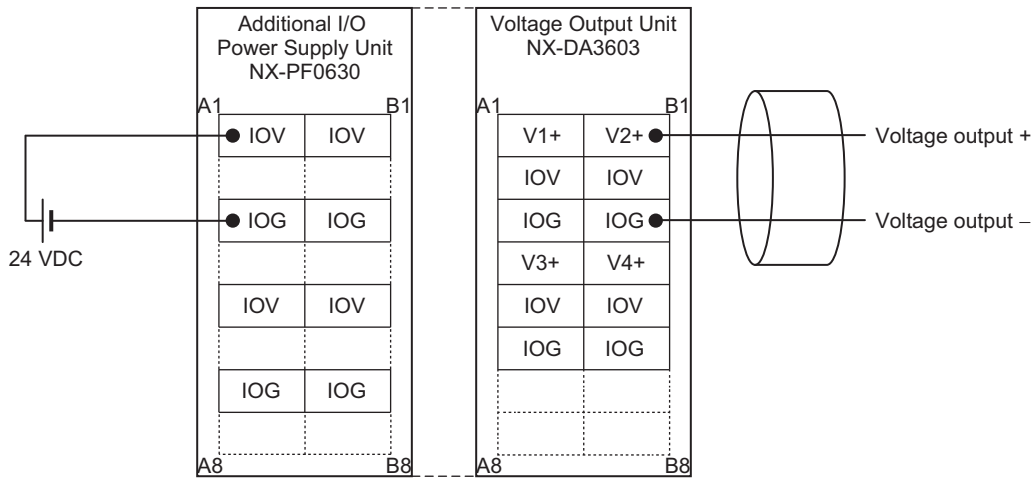 Additional I/O
Power Supply Unit
NX-PF0630
A1 B1
IOV IOV
IOG IOG
IOV IOV
IOG IOG
A8 B8
24 VDC
Voltage Output Unit
NX-DA3603
A1 B1
V1+ V2+
IOV IOV
IOG IOG
V3+ V4+
IOV IOV
IOG IOG
A8 B8
Voltage output +
Voltage output −